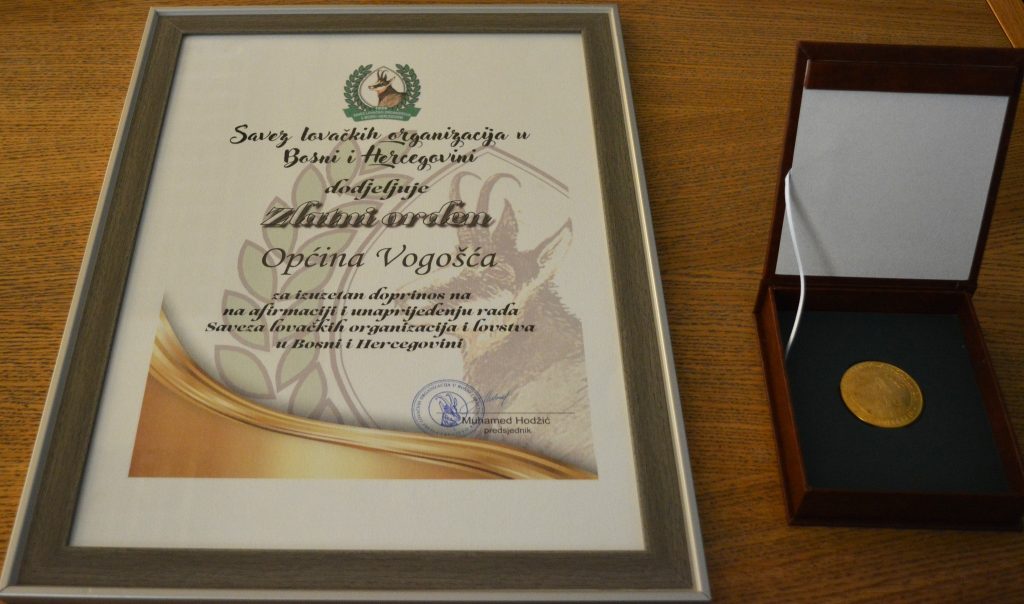 Savez lovačkih organizacija u
Bosni i Hercegovini
dodjeljuje
Zlatni orden
Općina Vogošća
za izuzetan doprinos na
na afirmaciji i unaprijeđenju rada
Saveza lovačkih organizacija i lovstva
u Bosni i Hercegovini
Muhamed Hodžić
predsjednik